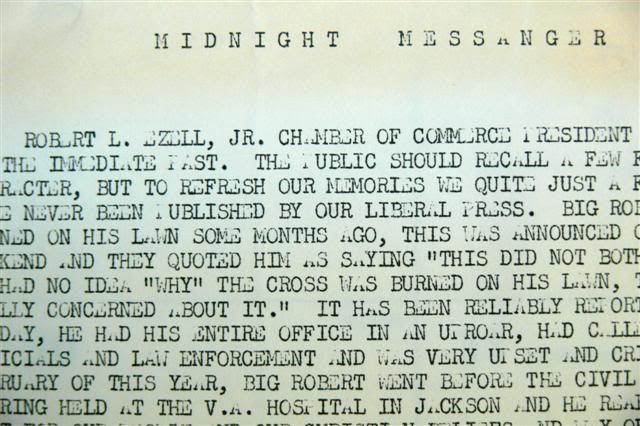 MIDNIGHT MESSANGER
ROBERT L. EZELL, JR. CHAMBER OF COMMERCE PRESIDENT
THE IMMEDIATE PAST. THE PUBLIC SHOULD RECALL A FEW
RACTER, BUT TO REFRESH OUR MEMORIES WE QUITE JUST A F
E NEVER BEEN PUBLISHED BY OUR LIBERAL PRESS. BIG ROB
NED ON HIS LAWN SOME MONTHS AGO, THIS WAS ANNOUNCED O
KEND AND THEY QUOTED HIM AS SAYING "THIS DID NOT BOTH
HAD NO IDEA "WHY" THE CROSS WAS BURNED ON HIS LAWN, T
LLY CONCERNED ABOUT IT." IT HAS BEEN RELIABLY REPORT
DAY, HE HAD HIS ENTIRE OFFICE IN AN UPROAR, HAD CALLE
ICIALS AND LAW ENFORCEMENT AND WAS VERY UPSET AND CRI
RUARY OF THIS YEAR, BIG ROBERT WENT BEFORE THE CIVIL
RING HELD AT THE V.A. HOSPITAL IN JACKSON AND HE REA